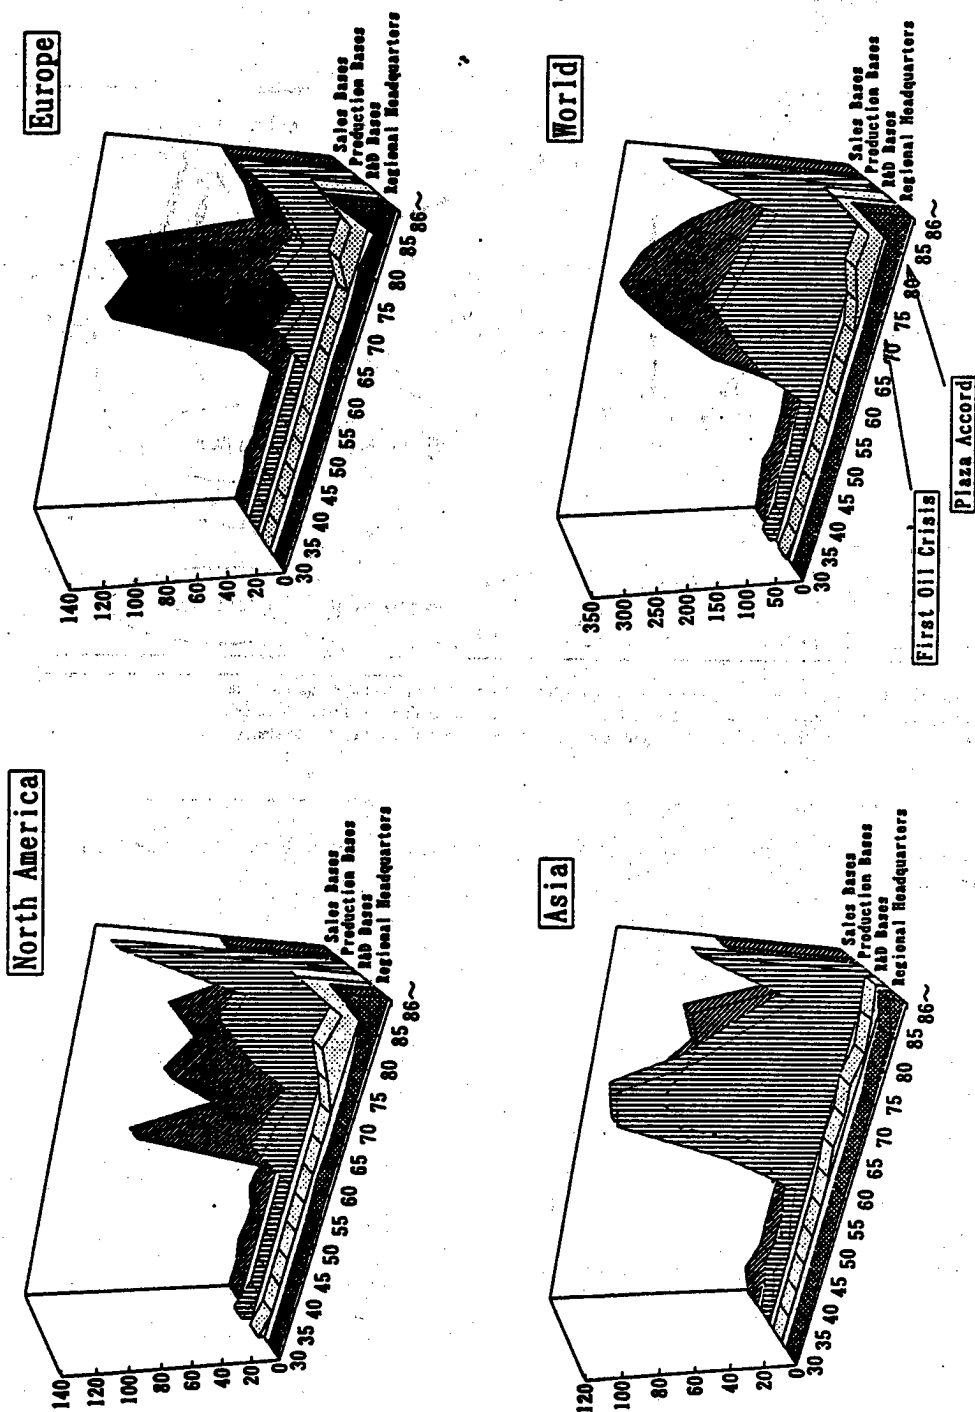 North America
140
120
100
80
60
40
20
0
30 35 40 45 50 55 60 65 70 75 80 85 86~
Sales Bases
Production Bases
R&D Bases
Regional Headquarters
Europe
140
120
100
80
60
40
20
0
30 35 40 45 50 55 60 65 70 75 80 85 86~
Sales Bases
Production Bases
R&D Bases
Regional Headquarters
Asia
120
100
80
60
40
20
0
30 35 40 45 50 55 60 65 70 75 80 85 86~
Sales Bases
Production Bases
R&D Bases
Regional Headquarters
World
350
300
250
200
150
100
50
0
30 35 40 45 50 55 60 65 70 75 80 85 86~
Sales Bases
Production Bases
R&D Bases
Regional Headquarters
First Oil Crisis
Plaza Accord